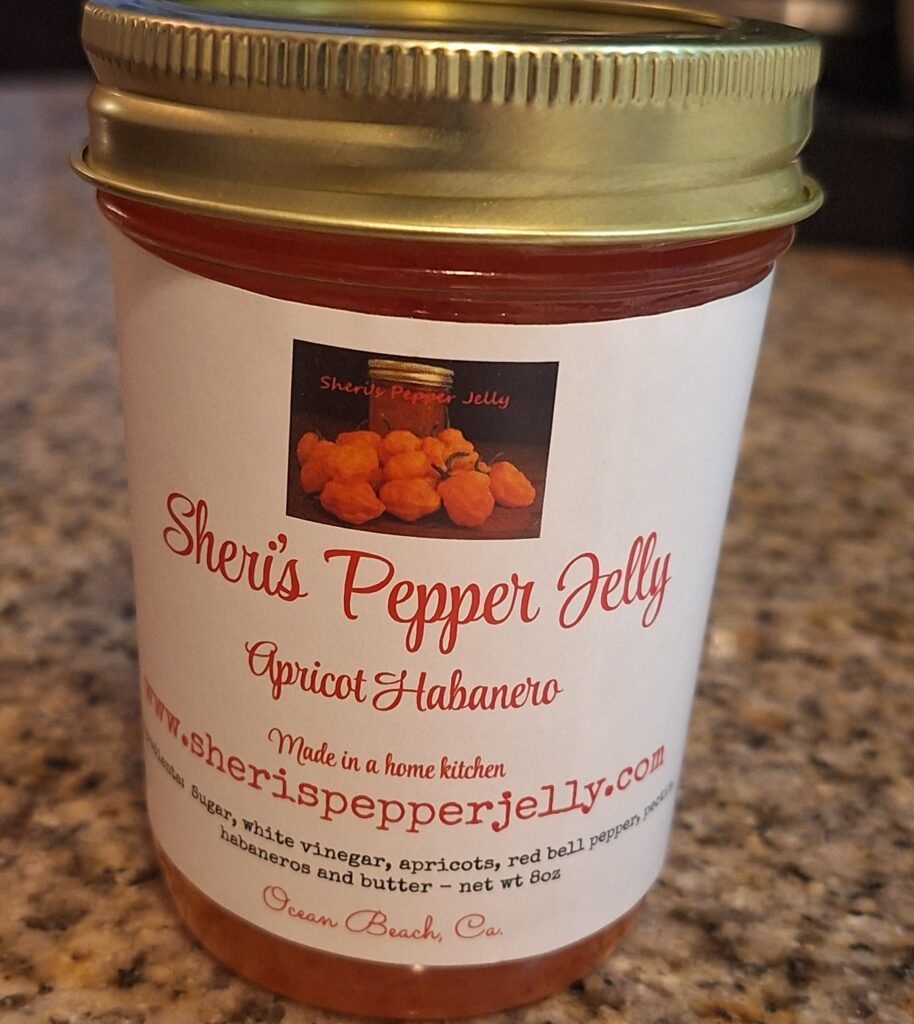 Sheri's Pepper Jelly
Sheri's Pepper Jelly
Apricot Habanero
Made in a home kitchen
www.sherispepperjelly.com
Sugar, white vinegar, apricots, red bell pepper, pectin
habaneros and butter - net wt 8oz
Ocean Beach, Ca.